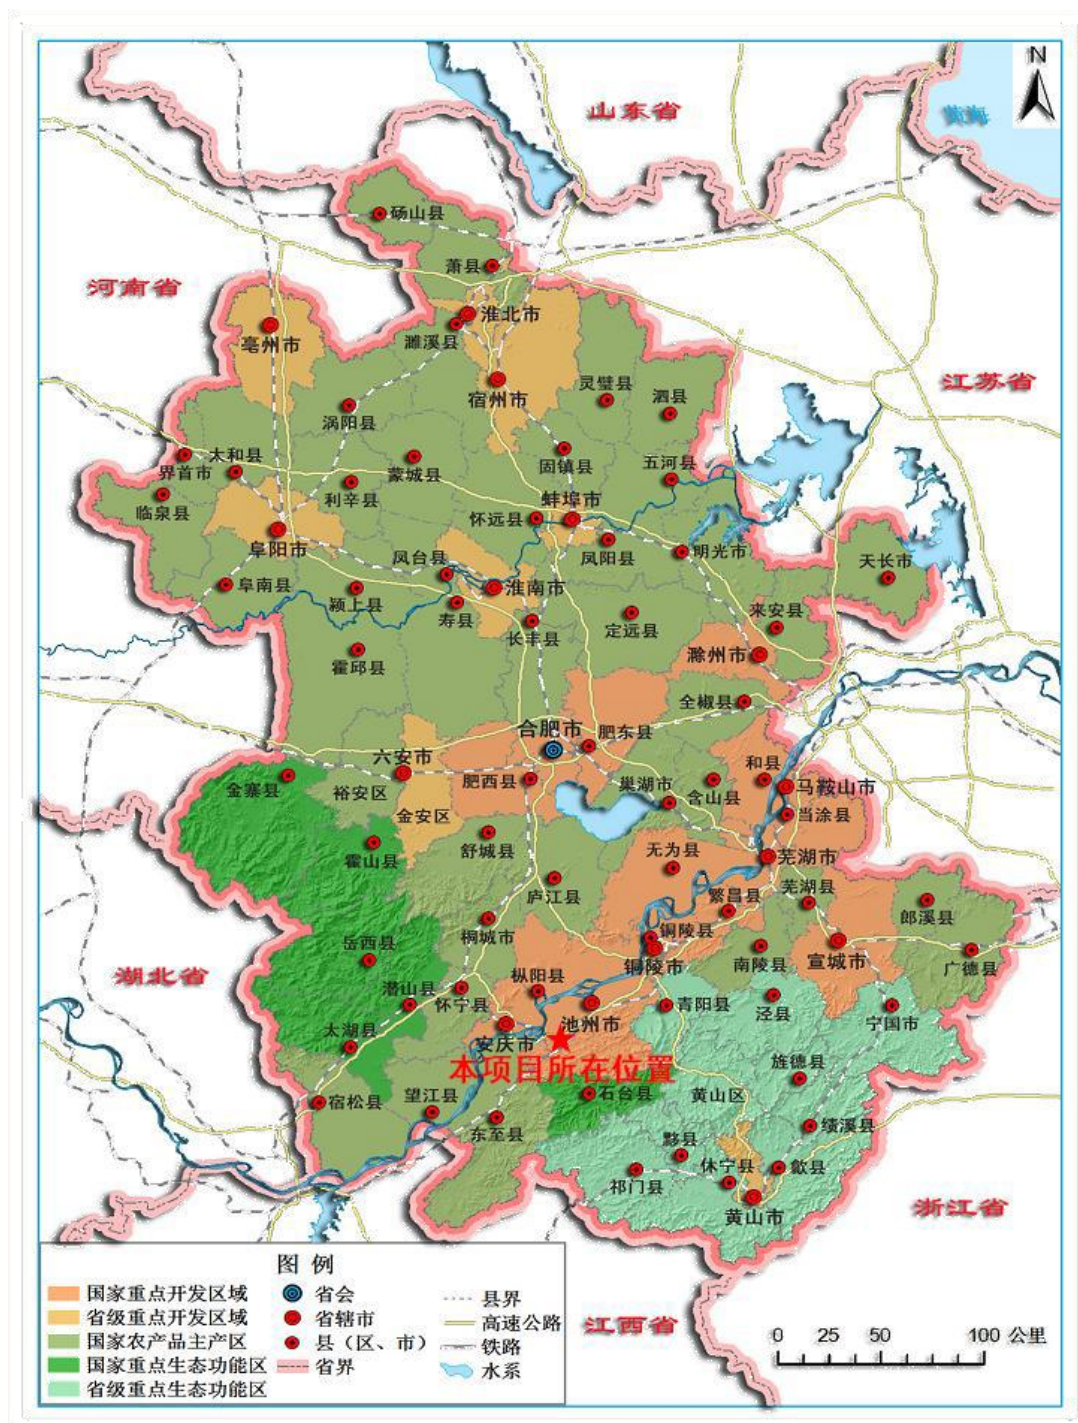 N
山东省
黄海
砀山县
萧县
河南省
淮北市
濉溪县
亳州市
江苏省
灵璧县
泗县
宿州市
涡阳县
太和县
界首市
蒙城县
固镇县
五河县
临泉县
利辛县
蚌埠市
怀远县
阜阳市
凤台县
凤阳县
明光市
天长市
阜南县
颍上县
淮南市
寿县
长丰县
定远县
来安县
霍邱县
滁州市
全椒县
合肥市
肥东县
六安市
和县
金寨县
裕安区
肥西县
巢湖市
含山县
马鞍山市
金安区
当涂县
霍山县
舒城县
无为县
芜湖市
庐江县
繁昌县
芜湖县
郎溪县
岳西县
桐城市
铜陵县
铜陵市
南陵县
宣城市
广德县
湖北省
潜山县
怀宁县
枞阳县
池州市
青阳县
泾县
宁国市
太湖县
安庆市
本项目所在位置
旌德县
宿松县
望江县
石台县
黄山区
东至县
绩溪县
黟县
休宁县
歙县
祁门县
黄山市
浙江省
江西省
图 例
国家重点开发区域
省级重点开发区域
国家农产品主产区
国家重点生态功能区
省级重点生态功能区
省会
省辖市
县（区、市）
省界
县界
高速公路
铁路
水系
0 25 50 100 公里